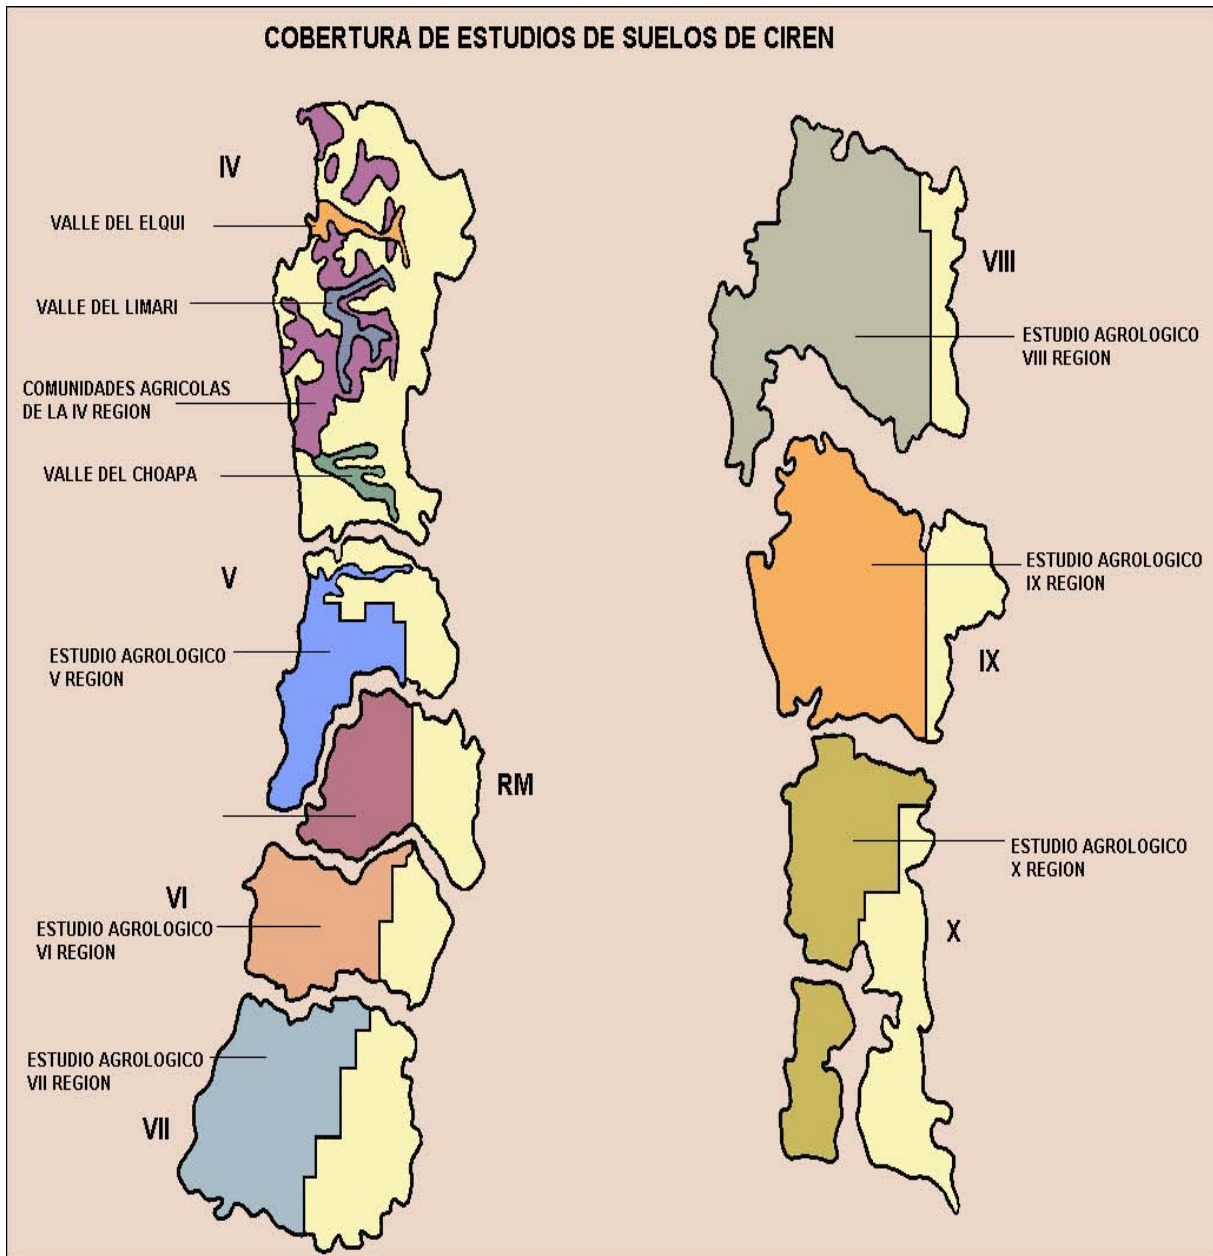 COBERTURA DE ESTUDIOS DE SUELOS DE CIREN
IV
VALLE DEL ELQUI
VALLE DEL LIMARI
COMUNIDADES AGRICOLAS
DE LA IV REGION
VALLE DEL CHOAPA
V
ESTUDIO AGROLOGICO
V REGION
RM
VI
ESTUDIO AGROLOGICO
VI REGION
ESTUDIO AGROLOGICO
VII REGION
VII
VIII
ESTUDIO AGROLOGICO
VIII REGION
ESTUDIO AGROLOGICO
IX REGION
IX
ESTUDIO AGROLOGICO
X REGION
X